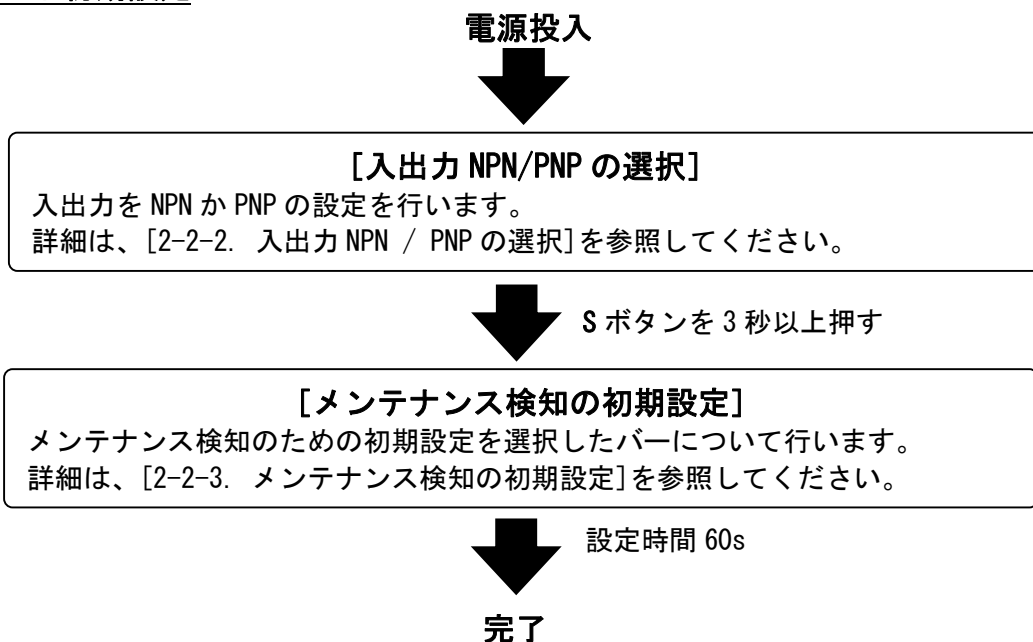 電源投入
[入出力 NPN/PNP の選択]
入出力を NPN か PNP の設定を行います。
詳細は、[2-2-2. 入出力 NPN / PNP の選択]を参照してください。
S ボタンを 3 秒以上押す
[メンテナンス検知の初期設定]
メンテナンス検知のための初期設定を選択したバーについて行います。
詳細は、[2-2-3. メンテナンス検知の初期設定]を参照してください。
設定時間 60s
完了